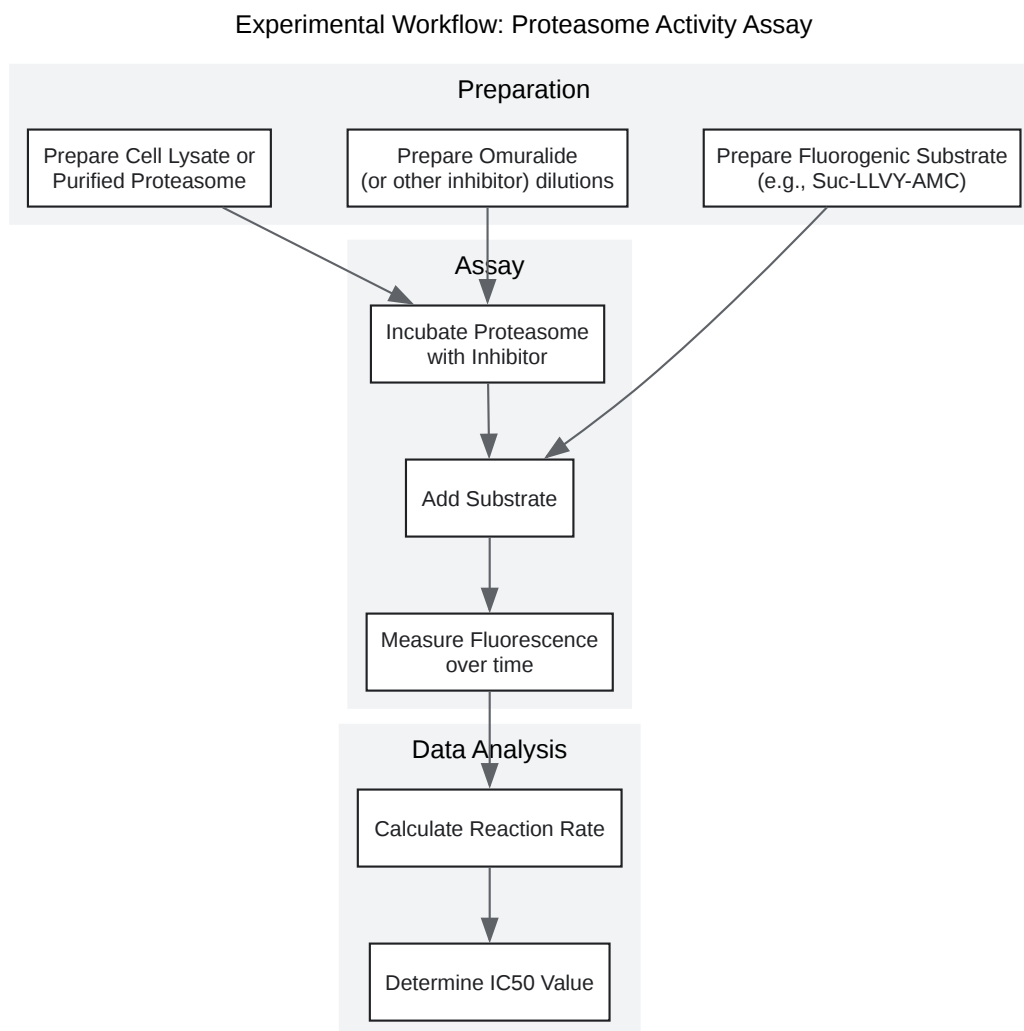 Experimental Workflow: Proteasome Activity Assay
Preparation
Prepare Cell Lysate or
Purified Proteasome
Prepare Omuralide
(or other inhibitor) dilutions
Prepare Fluorogenic Substrate
(e.g., Suc-LLVY-AMC)
Assay
Incubate Proteasome
with Inhibitor
Add Substrate
Measure Fluorescence
over time
Data Analysis
Calculate Reaction Rate
Determine IC50 Value